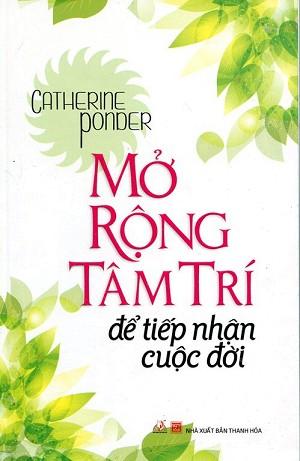 CATHERINE
PONDER
MỞ
RỘNG
TÂM TRÍ
để tiếp nhận
cuộc đời
NHÀ XUẤT BẢN THANH HÓA